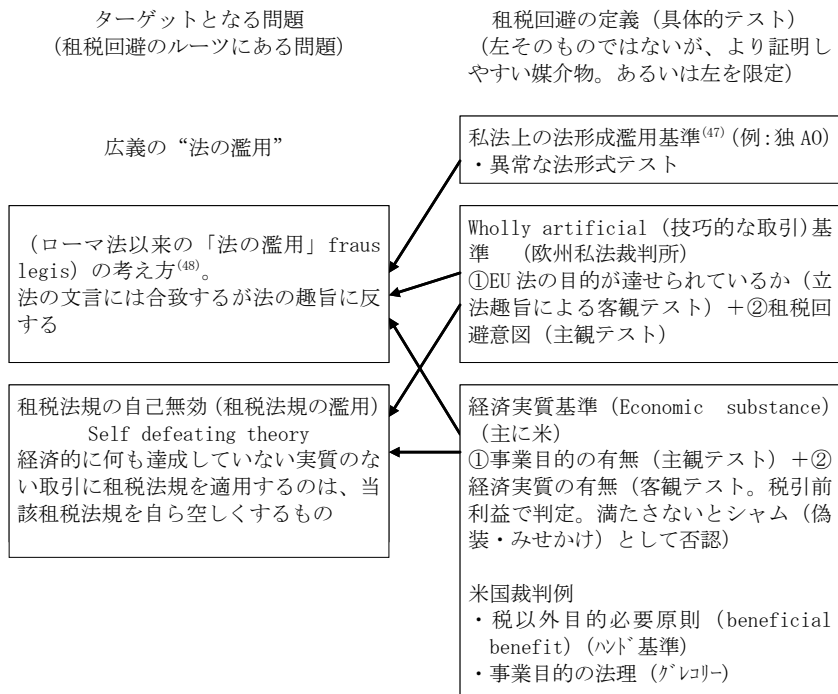 ターゲットとなる問題
(租税回避のルーツにある問題)
広義の“法の濫用”
(ローマ法以来の「法の濫用」fraus
legis)の考え方(48)。
法の文言には合致するが法の趣旨に反
する
租税法規の自己無効(租税法規の濫用)
Self defeating theory
経済的に何も達成していない実質のな
い取引に租税法規を適用するのは、当
該租税法規を自ら空しくするもの
租税回避の定義(具体的テスト)
(左そのものではないが、より証明し
やすい媒介物。あるいは左を限定)
私法上の法形成濫用基準(47)(例:独 AO)
・異常な法形式テスト
Wholly artificial(技巧的な取引)基
準 (欧州私法裁判所)
①EU 法の目的が達せられているか(立
法趣旨による客観テスト)+②租税回
避意図(主観テスト)
経済実質基準(Economic substance)
(主に米)
①事業目的の有無(主観テスト)+②
経済実質の有無(客観テスト。税引前
利益で判定。満たさないとシャム(偽
装・みせかけ)として否認)
米国裁判例
・税以外目的必要原則(beneficial
benefit)(ハンド基準)
・事業目的の法理(グレゴリー)